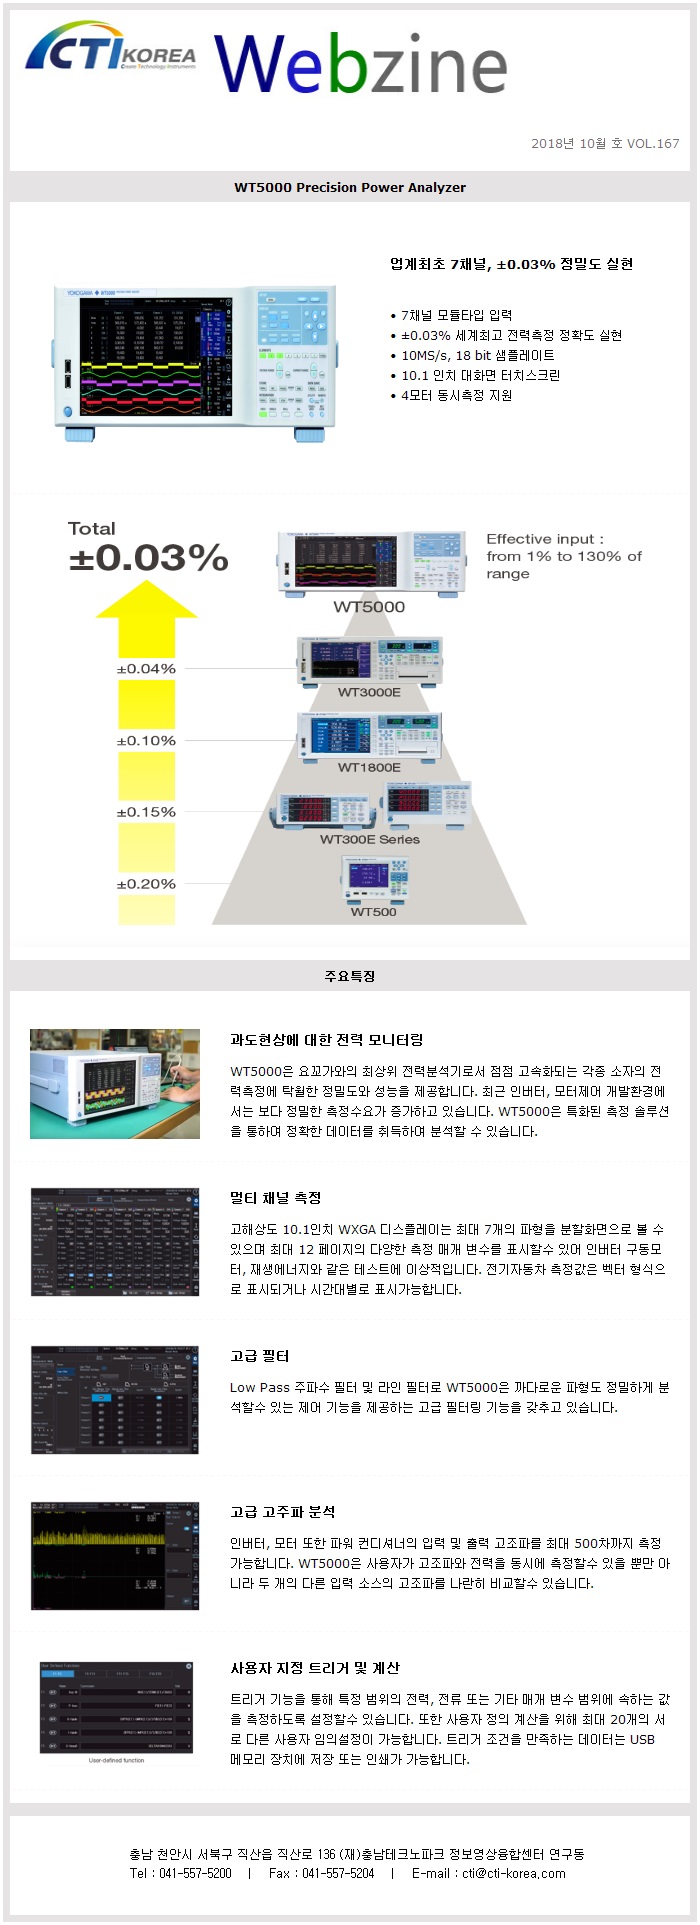 CTI KOREA
Create Technology Instruments
Webzine
2018년 10월 호 VOL.167
WT5000 Precision Power Analyzer
업계최초 7채널, ±0.03% 정밀도 실현
• 7채널 모듈타입 입력
• ±0.03% 세계최고 전력측정 정확도 실현
• 10MS/s, 18 bit 샘플레이트
• 10.1 인치 대화면 터치스크린
• 4모터 동시측정 지원
YOKOGAWA WT5000
Total
±0.03%
Effective input :
from 1% to 130% of
range
WT5000
±0.04%
WT3000E
±0.10%
WT1800E
±0.15%
WT300E Series
±0.20%
WT500
주요특징
과도현상에 대한 전력 모니터링
WT5000은 요꼬가와의 최상위 전력분석기로서 점점 고속화되는 각종 소자의 전
력측정에 탁월한 정밀도와 성능을 제공합니다. 최근 인버터, 모터제어 개발환경에
서는 보다 정밀한 측정수요가 증가하고 있습니다. WT5000은 특화된 측정 솔루션
을 통하여 정확한 데이터를 취득하여 분석할 수 있습니다.
멀티 채널 측정
고해상도 10.1인치 WXGA 디스플레이는 최대 7개의 파형을 분할화면으로 볼 수
있으며 최대 12 페이지의 다양한 측정 매개 변수를 표시할수 있어 인버터 구동모
터, 재생에너지와 같은 테스트에 이상적입니다. 전기자동차 측정값은 벡터 형식으
로 표시되거나 시간대별로 표시가능합니다.
고급 필터
Low Pass 주파수 필터 및 라인 필터로 WT5000은 까다로운 파형도 정밀하게 분
석할수 있는 제어 기능을 제공하는 고급 필터링 기능을 갖추고 있습니다.
고급 고주파 분석
인버터, 모터 또한 파워 컨디셔너의 입력 및 출력 고조파를 최대 500차까지 측정
가능합니다. WT5000은 사용자가 고조파와 전력을 동시에 측정할수 있을 뿐만 아
니라 두 개의 다른 입력 소스의 고조파를 나란히 비교할수 있습니다.
사용자 지정 트리거 및 계산
트리거 기능을 통해 특정 범위의 전력, 전류 또는 기타 매개 변수 범위에 속하는 값
을 측정하도록 설정할수 있습니다. 또한 사용자 정의 계산을 위해 최대 20개의 서
로 다른 사용자 임의설정이 가능합니다. 트리거 조건을 만족하는 데이터는 USB
메모리 장치에 저장 또는 인쇄가 가능합니다.
User-defined function
충남 천안시 서북구 직산읍 직산로 136 (재)충남테크노파크 정보영상융합센터 연구동
Tel : 041-557-5200 | Fax : 041-557-5204 | E-mail : cti@cti-korea.com